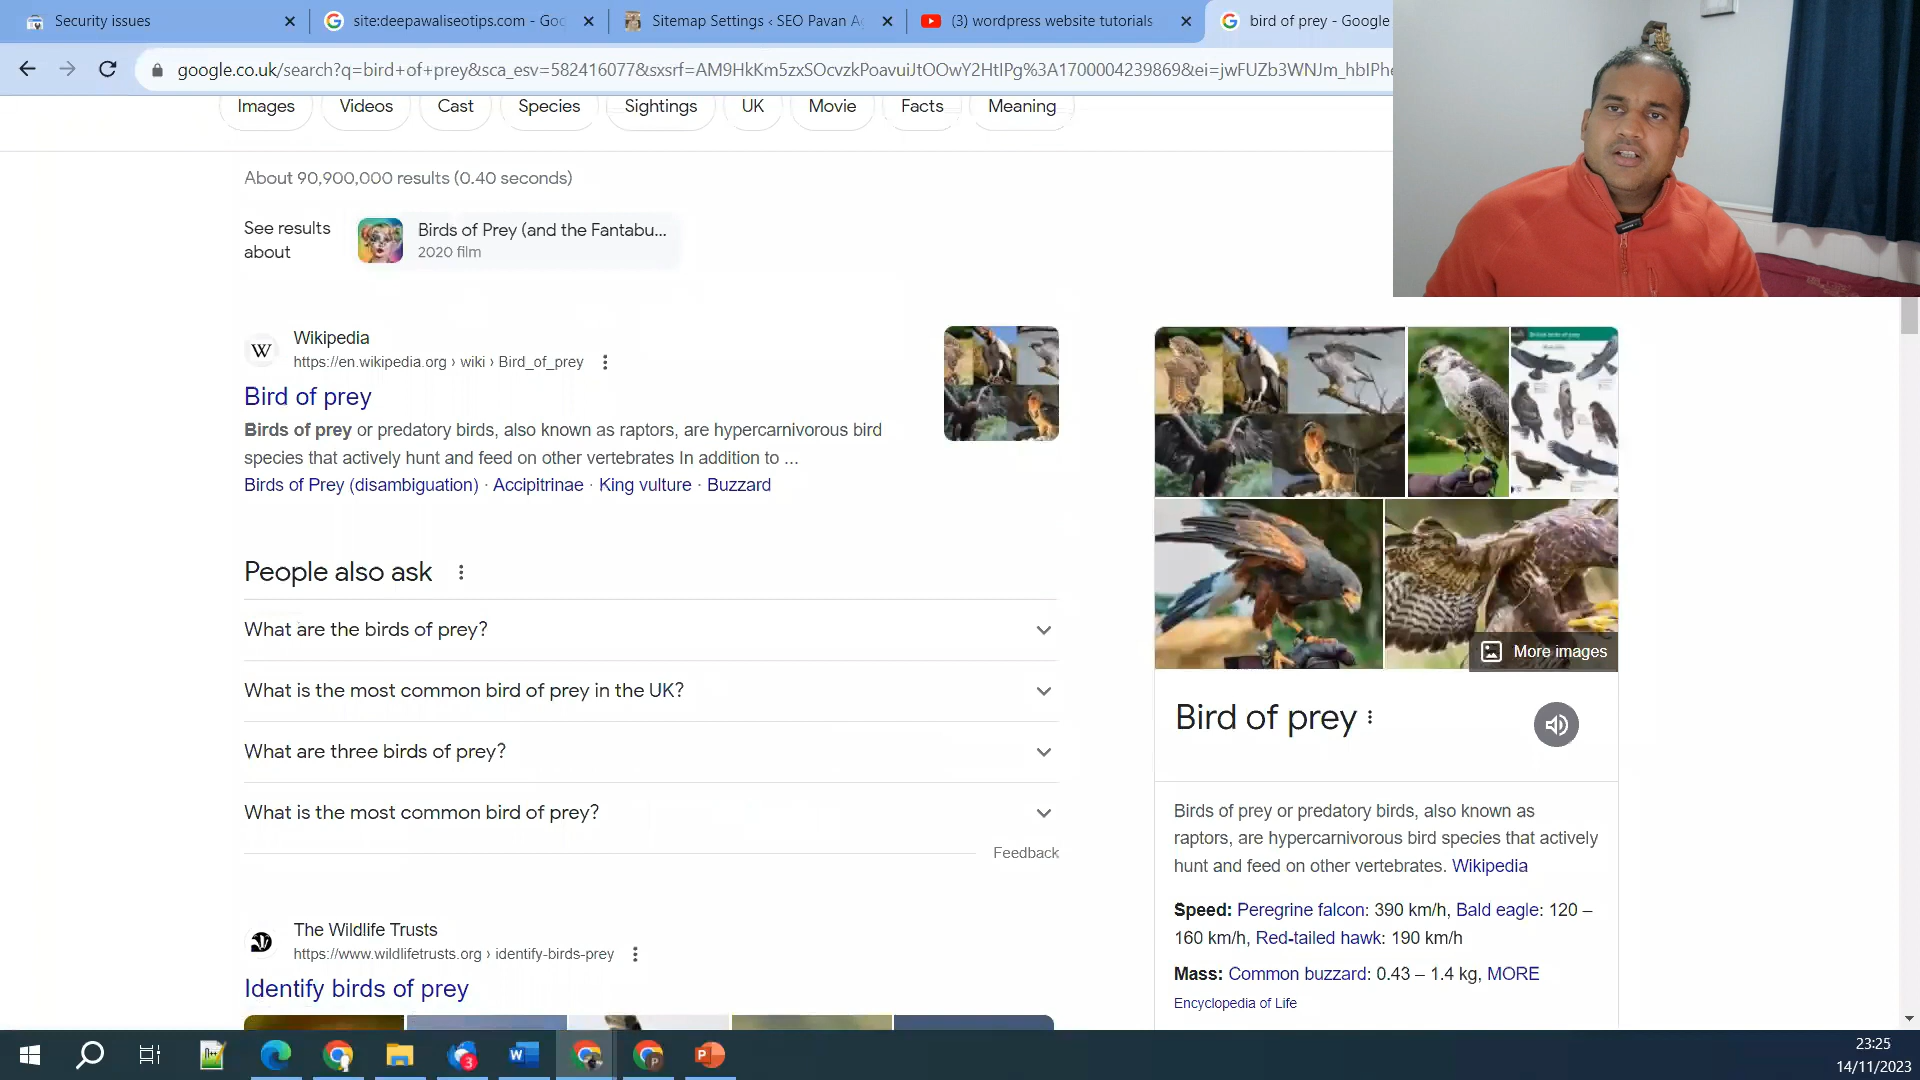 Security issues
site:deepawaliseotips.com - Goo
Sitemap Settings ‹ SEO Pavan A
(3) wordpress website tutorials
bird of prey - Google
google.co.uk/search?q=bird+of+prey&sca_esv=582416077&sxsrf=AM9HkKm5zxSOcvzkPoavuiJtOOwY2HtIPg%3A1700004239869&ei=jwFUZb3WNJm_hbIPhe
Images
Videos
Cast
Species
Sightings
UK
Movie
Facts
Meaning
About 90,900,000 results (0.40 seconds)
See results
about
Birds of Prey (and the Fantabu...
2020 film
W
Wikipedia
https://en.wikipedia.org › wiki › Bird_of_prey
Bird of prey
Birds of prey or predatory birds, also known as raptors, are hypercarnivorous bird
species that actively hunt and feed on other vertebrates In addition to ...
Birds of Prey (disambiguation) · Accipitrinae · King vulture · Buzzard
People also ask
What are the birds of prey?
What is the most common bird of prey in the UK?
What are three birds of prey?
What is the most common bird of prey?
Feedback
The Wildlife Trusts
https://www.wildlifetrusts.org › identify-birds-prey
Identify birds of prey
More images
Bird of prey
Birds of prey or predatory birds, also known as
raptors, are hypercarnivorous bird species that actively
hunt and feed on other vertebrates. Wikipedia
Speed: Peregrine falcon: 390 km/h, Bald eagle: 120 –
160 km/h, Red-tailed hawk: 190 km/h
Mass: Common buzzard: 0.43 – 1.4 kg, MORE
Encyclopedia of Life
3
W
P
P
23:25
14/11/2023